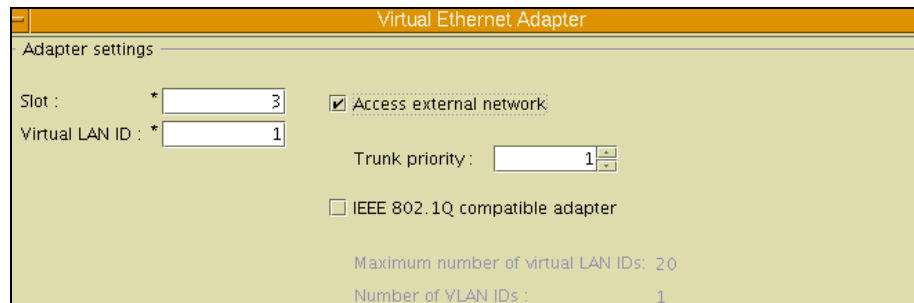 Virtual Ethernet Adapter
Adapter settings
Slot : * 3
Virtual LAN ID : * 1
Access external network
Trunk priority : 1
IEEE 802.1Q compatible adapter
Maximum number of virtual LAN IDs: 20
Number of VLAN IDs : 1